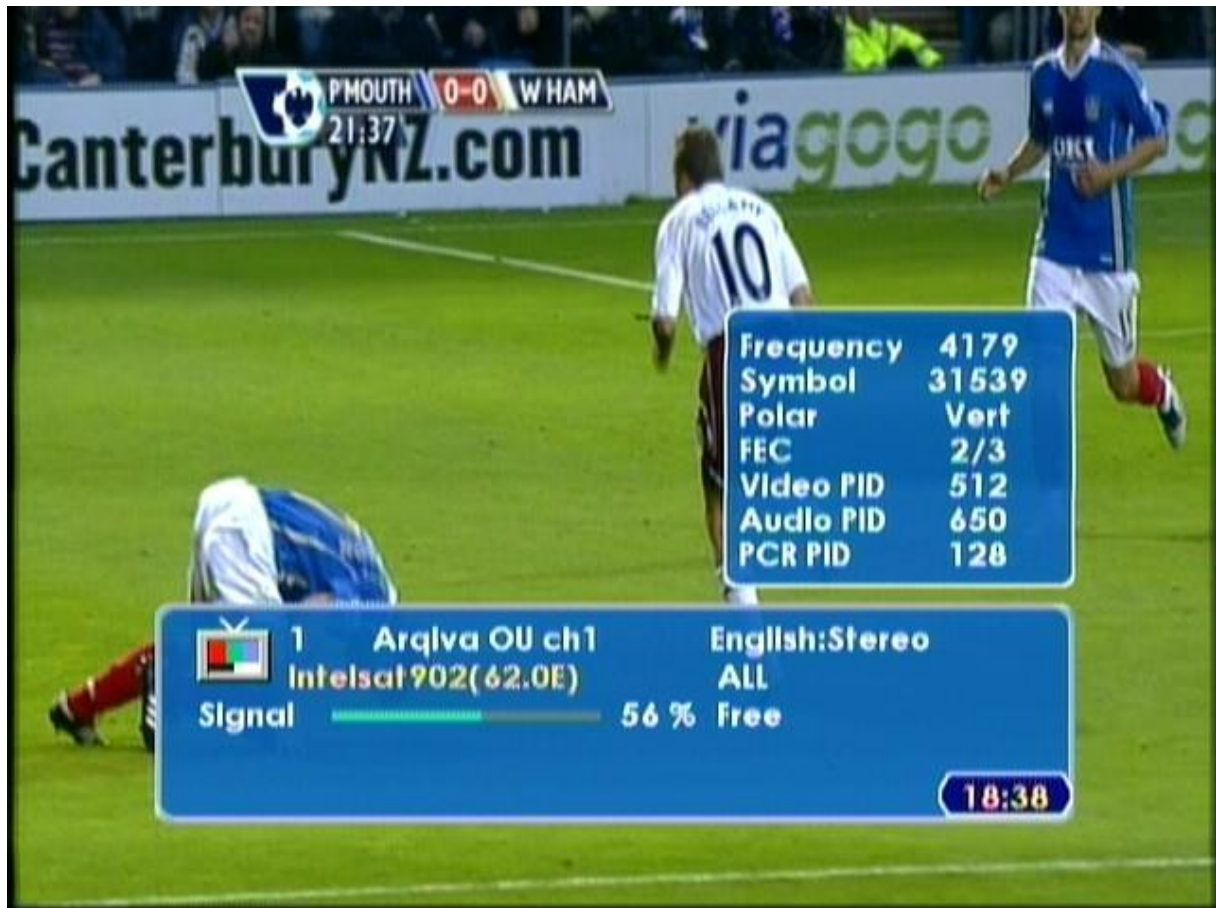 P'MOUTH 0-0 W HAM
21:37
CanterburyNZ.com
viagogo
10
Frequency 4179
Symbol 31539
Polar Vert
FEC 2/3
Video PID 512
Audio PID 650
PCR PID 128
1 Arqiva OU ch1 English:Stereo
Intelsat902(62.0E) ALL
Signal 56 % Free
18:38